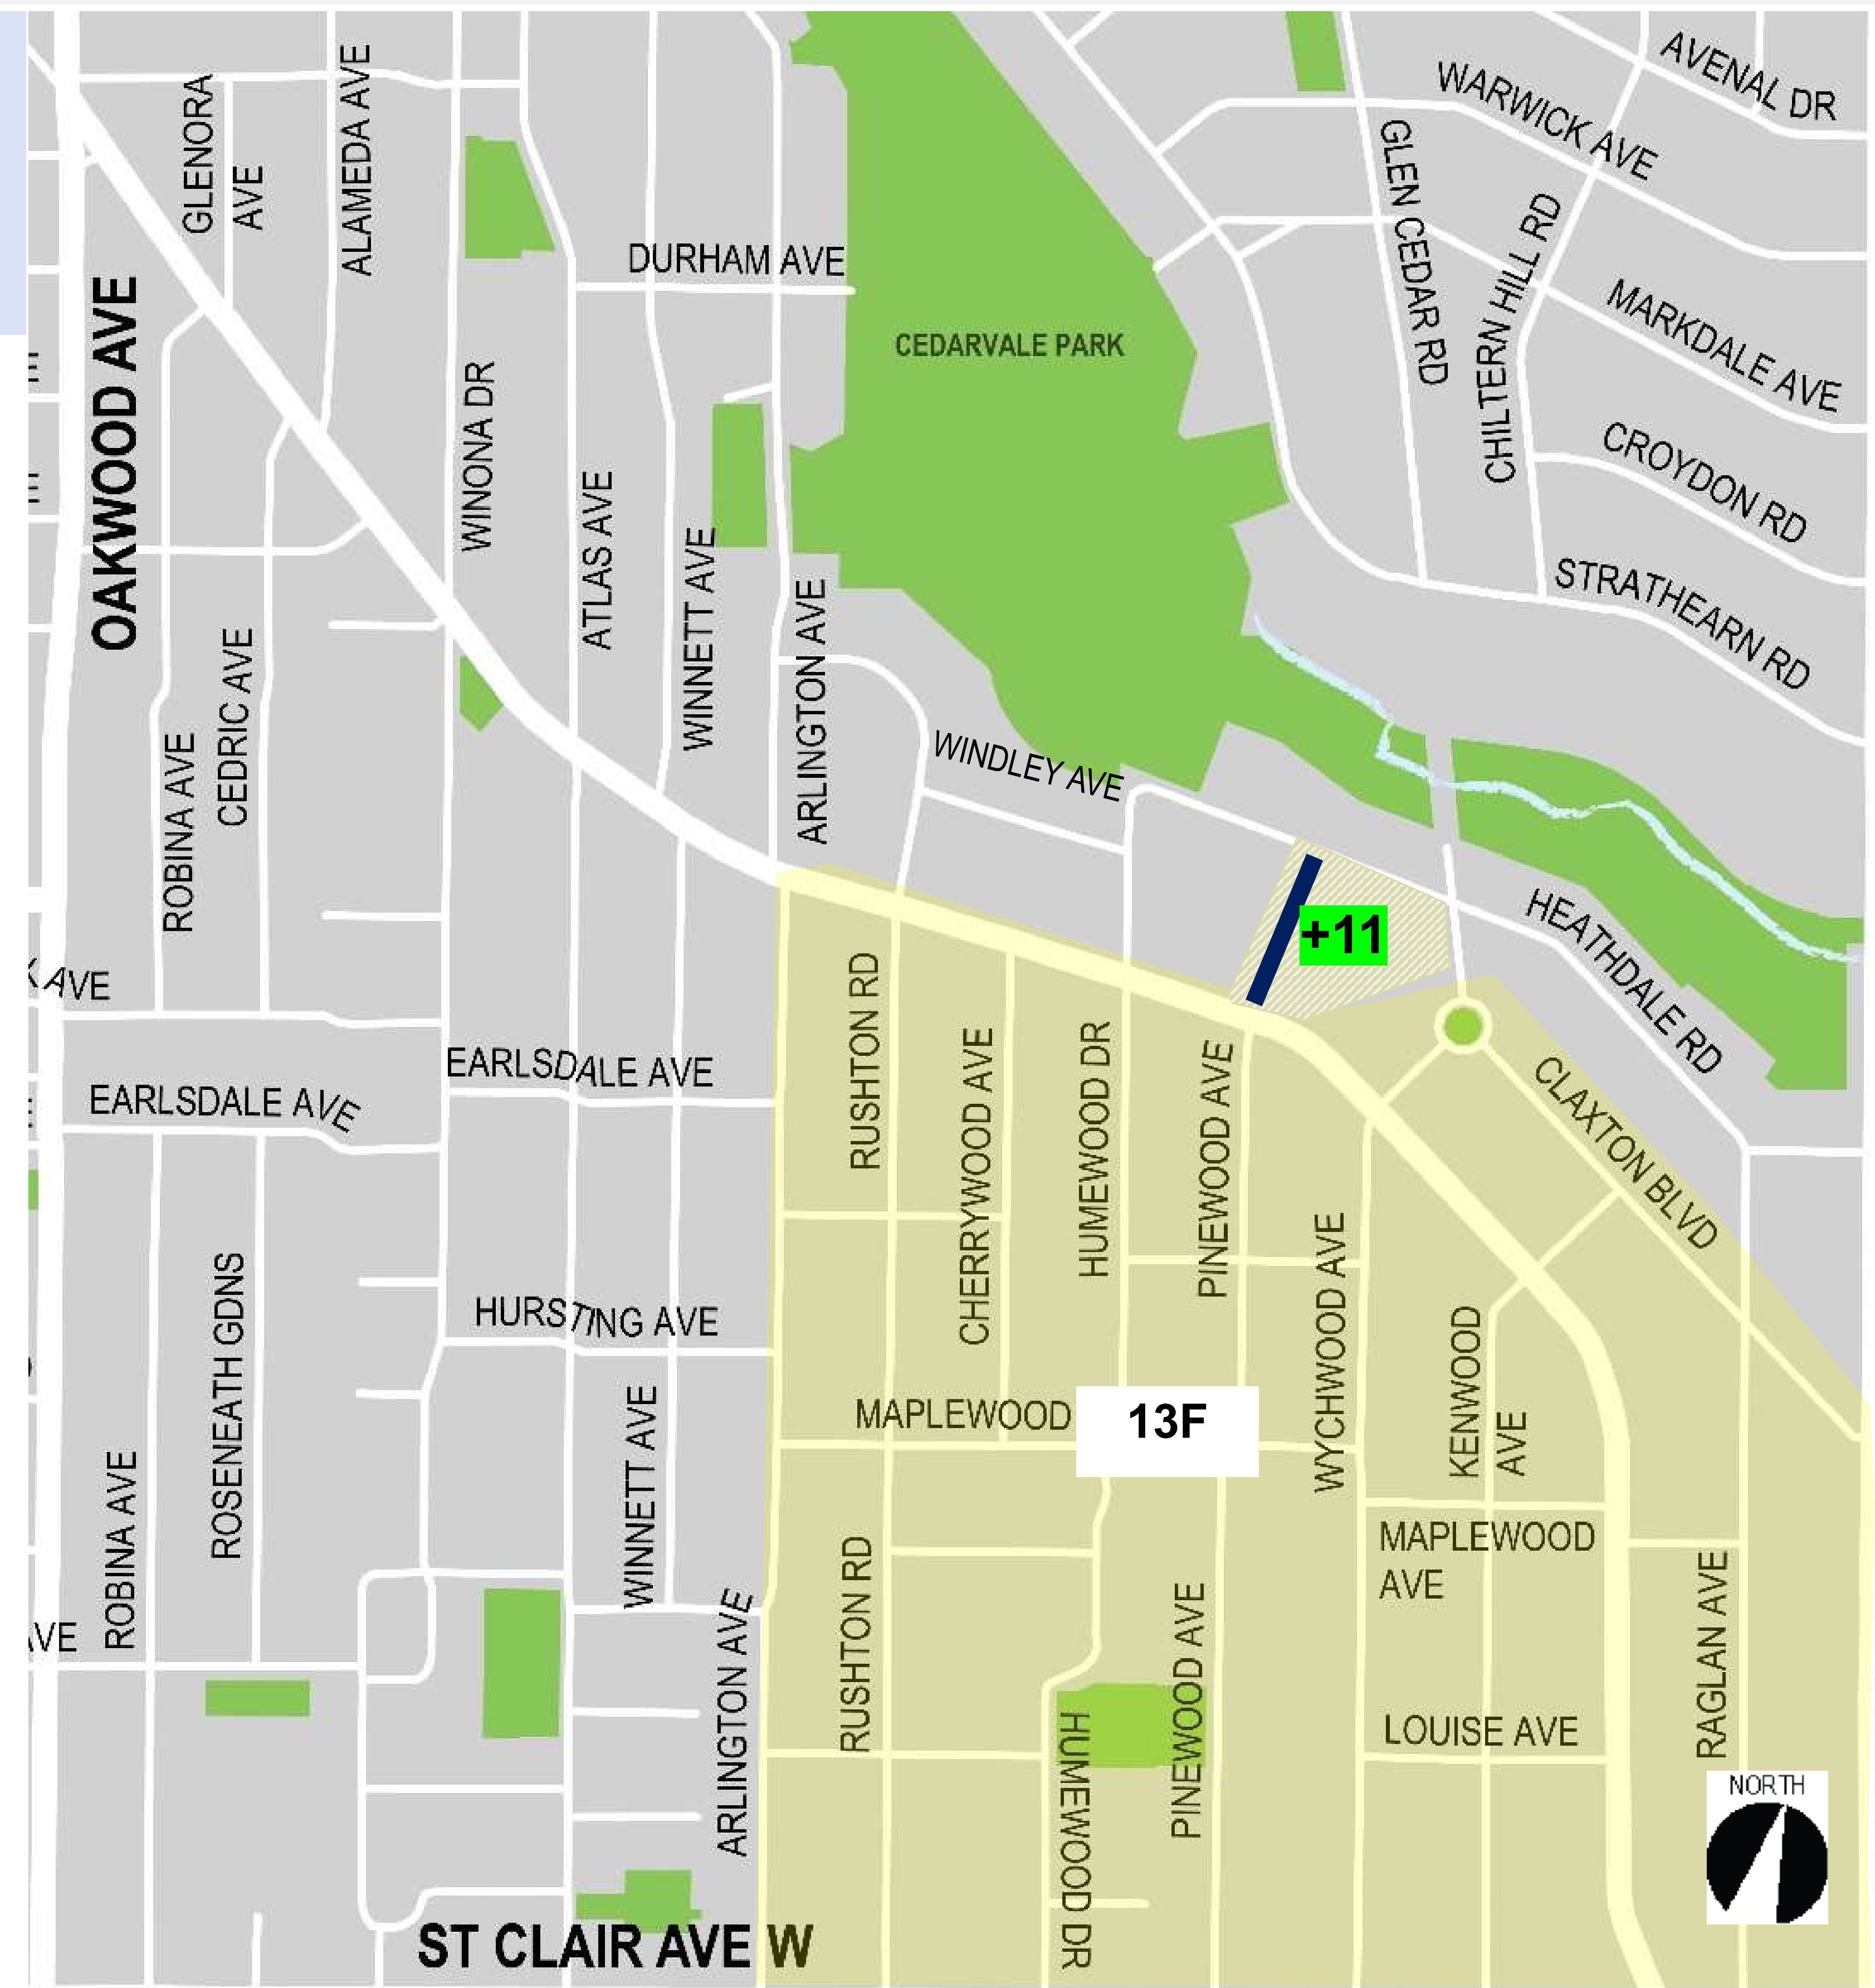 AVENAL DR
WARWICK AVE
GLENORA
AVE
ALAMEDA AVE
GLEN CEDAR RD
CHILTERN HILL RD
DURHAM AVE
OAKWOOD AVE
CEDARVALE PARK
MARKDALE AVE
WINONA DR
CROYDON RD
ATLAS AVE
WINNETT AVE
STRATHEARN RD
ARLINGTON AVE
CEDRIC AVE
ROBINA AVE
WINDLEY AVE
+11
HEATHDALE RD
AVE
RUSHTON RD
EARLSDALE AVE
EARLSDALE AVE
CHERRYWOOD AVE
HUMEWOOD DR
PINEWOOD AVE
CLAXTON BLVD
ROSENEATH GDNS
HURSTING AVE
WYCHWOOD AVE
KENWOOD
AVE
MAPLEWOOD
13F
WINNETT AVE
ROBINA AVE
MAPLEWOOD
AVE
RUSHTON RD
ARLINGTON AVE
PINEWOOD AVE
RAGLAN AVE
HUMEWOOD DR
LOUISE AVE
NORTH
ST CLAIR AVE W